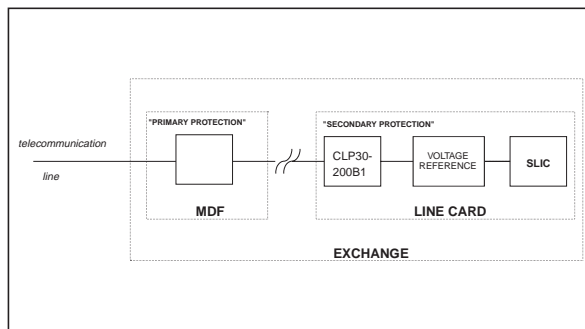 "PRIMARY PROTECTION"
"SECONDARY PROTECTION"
telecommunication
line
CLP30-
200B1
VOLTAGE
REFERENCE
SLIC
MDF
LINE CARD
EXCHANGE